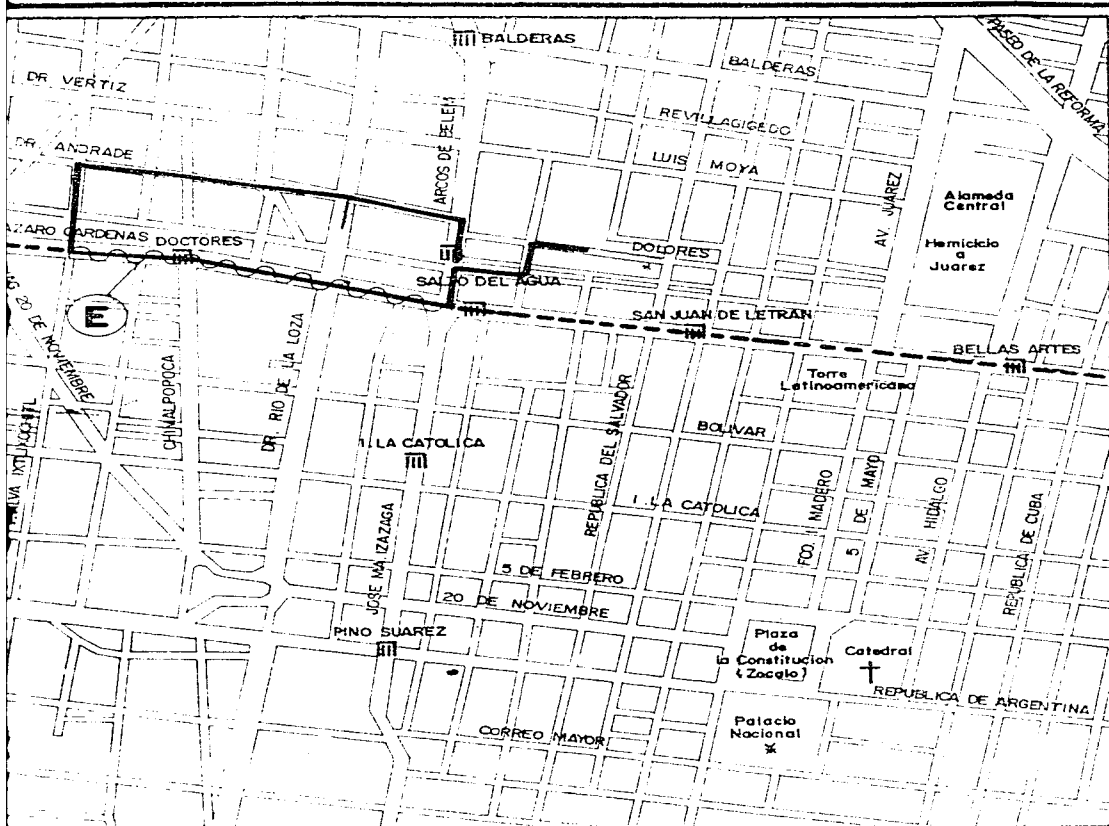 BALDERAS
BALDERAS
PASEO DE LA REFORMA
DR VERTIZ
REVILLAGIGEDO
ARCOS DE BELEM
LUIS MOYA
DR. ANDRADE
AV. JUAREZ
Alameda
Central
Hemiciclo
a
Juarez
LAZARO CARDENAS
DOCTORES
DOLORES
SALTO DEL AGUA
SAN JUAN DE LETRAN
BELLAS ARTES
E
20 DE NOVIEMBRE
Torre
Latinoamericana
CHIMALPOPOCA
DR RIO DE LA LOZA
I. LA CATOLICA
REPUBLICA DEL SALVADOR
BOLIVAR
I. LA CATOLICA
FCO. MADERO
5 DE MAYO
AV. HIDALGO
REPUBLICA DE CUBA
JOSE MA. IZAZAGA
5 DE FEBRERO
20 DE NOVIEMBRE
PINO SUAREZ
Plaza
de
la Constitucion
(Zocalo)
Catedral
REPUBLICA DE ARGENTINA
Palacio
Nacional
CORREO MAYOR